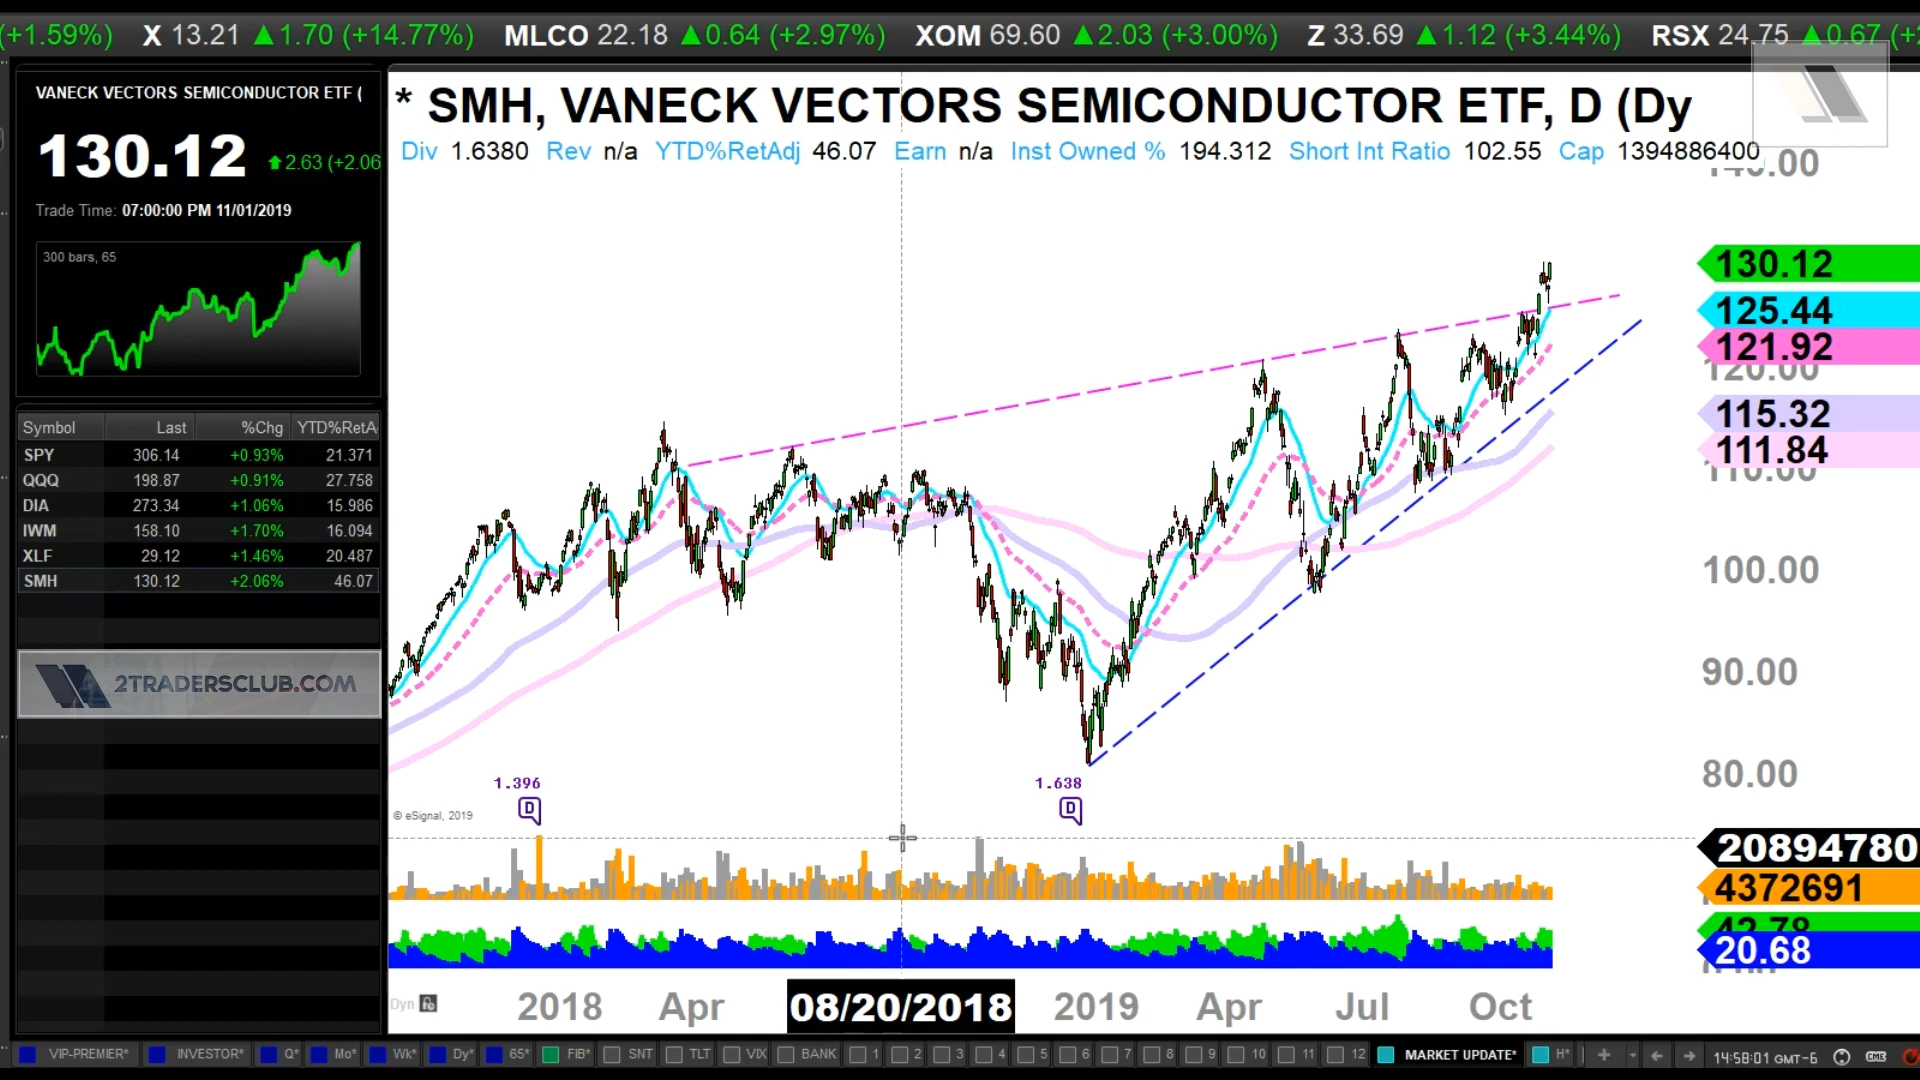 (+1.59%) X 13.21 ▲1.70 (+14.77%) MLCO 22.18 ▲0.64 (+2.97%) XOM 69.60 ▲2.03 (+3.00%) Z 33.69 ▲1.12 (+3.44%) RSX 24.75 ▲0.67
VANECK VECTORS SEMICONDUCTOR ETF (
130.12 2.63 (+2.06
Trade Time: 07:00:00 PM 11/01/2019
300 bars, 65
Symbol Last %Chg YTD%RetA
SPY 306.14 +0.93% 21.371
QQQ 198.87 +0.91% 27.758
DIA 273.34 +1.06% 15.986
IWM 158.10 +1.70% 16.094
XLF 29.12 +1.46% 20.487
SMH 130.12 +2.06% 46.07
2TRADERSCLUB.COM
* SMH, VANECK VECTORS SEMICONDUCTOR ETF, D (Dy
Div 1.6380 Rev n/a YTD%RetAdj 46.07 Earn n/a Inst Owned % 194.312 Short Int Ratio 102.55 Cap 1394886400
140.00
130.12
125.44
121.92
120.00
115.32
111.84
110.00
100.00
90.00
80.00
1.396
D
1.638
D
© eSignal, 2019
20894780
4372691
42.78
20.68
Dyn
2018 Apr 08/20/2018 2019 Apr Jul Oct
VIP-PREMIER* INVESTOR* Q* Mo* Wk* Dy* 65* FIB* SNT TLT VIX BANK 1 2 3 4 5 6 7 8 9 10 11 12 MARKET UPDATE* H* 14:58:01 GMT-6 CME